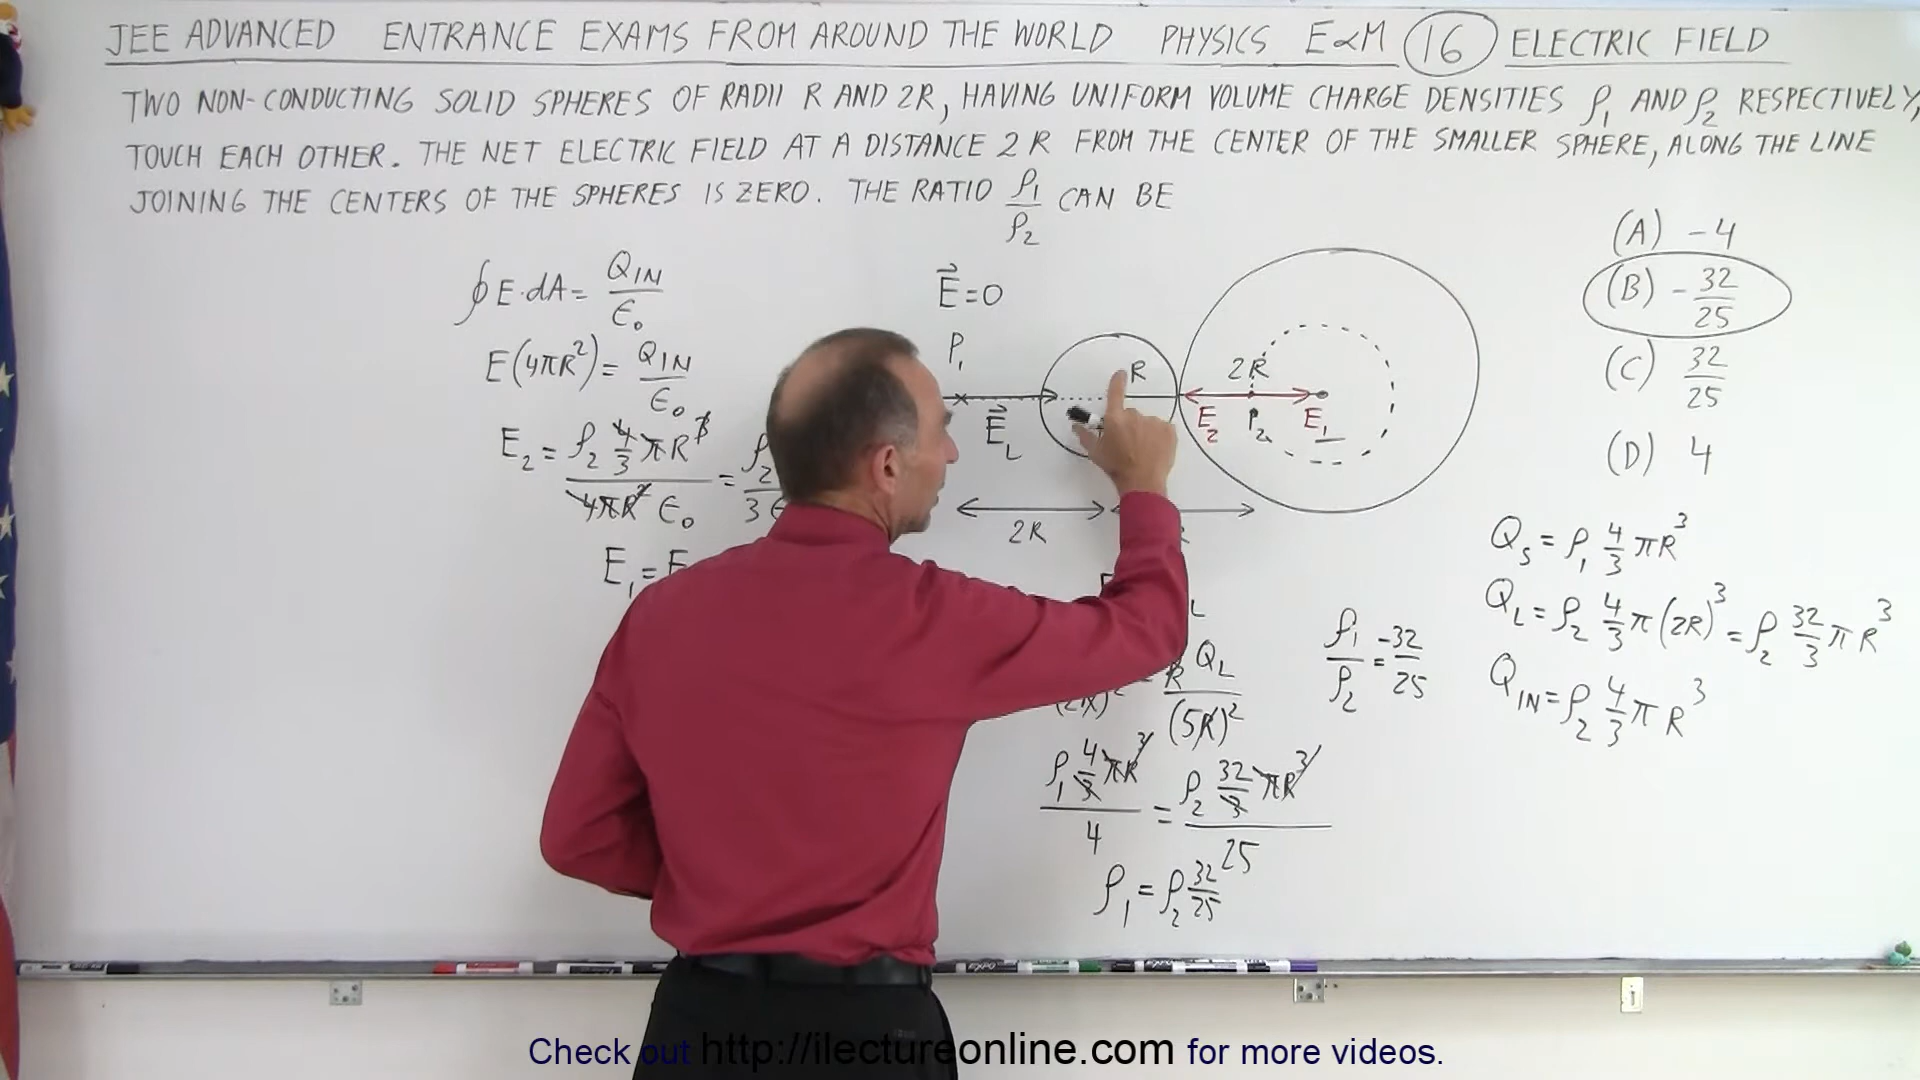 JEE ADVANCED ENTRANCE EXAMS FROM AROUND THE WORLD PHYSICS E∝M 16 ELECTRIC FIELD
TWO NON-CONDUCTING SOLID SPHERES OF RADII R AND 2R, HAVING UNIFORM VOLUME CHARGE DENSITIES ρ₁ AND ρ₂ RESPECTIVELY,
TOUCH EACH OTHER. THE NET ELECTRIC FIELD AT A DISTANCE 2R FROM THE CENTER OF THE SMALLER SPHERE, ALONG THE LINE
JOINING THE CENTERS OF THE SPHERES IS ZERO. THE RATIO ρ₁/ρ₂ CAN BE
(A) -4
(B) -32/25
(C) 32/25
(D) 4
∮E·dA = Q_IN/ε₀
E(4πR²) = Q_IN/ε₀
E₂ = ρ₂ 4/3 πR³ / 4πR² ε₀ = ρ₂ / 3
E₁ =
E⃗=0
P₁
E⃗_L
R
2R
E₂ P₂ E₁
2R
Q_L
(5R)²
ρ₁ 4/3 πR³ / 4 = ρ₂ 32/3 πR³ / 25
ρ₁ = ρ₂ 32/25
ρ₁/ρ₂ = -32/25
Q_S = ρ₁ 4/3 πR³
Q_L = ρ₂ 4/3 π(2R)³ = ρ₂ 32/3 πR³
Q_IN = ρ₂ 4/3 πR³
Check out http://ilectureonline.com for more videos.